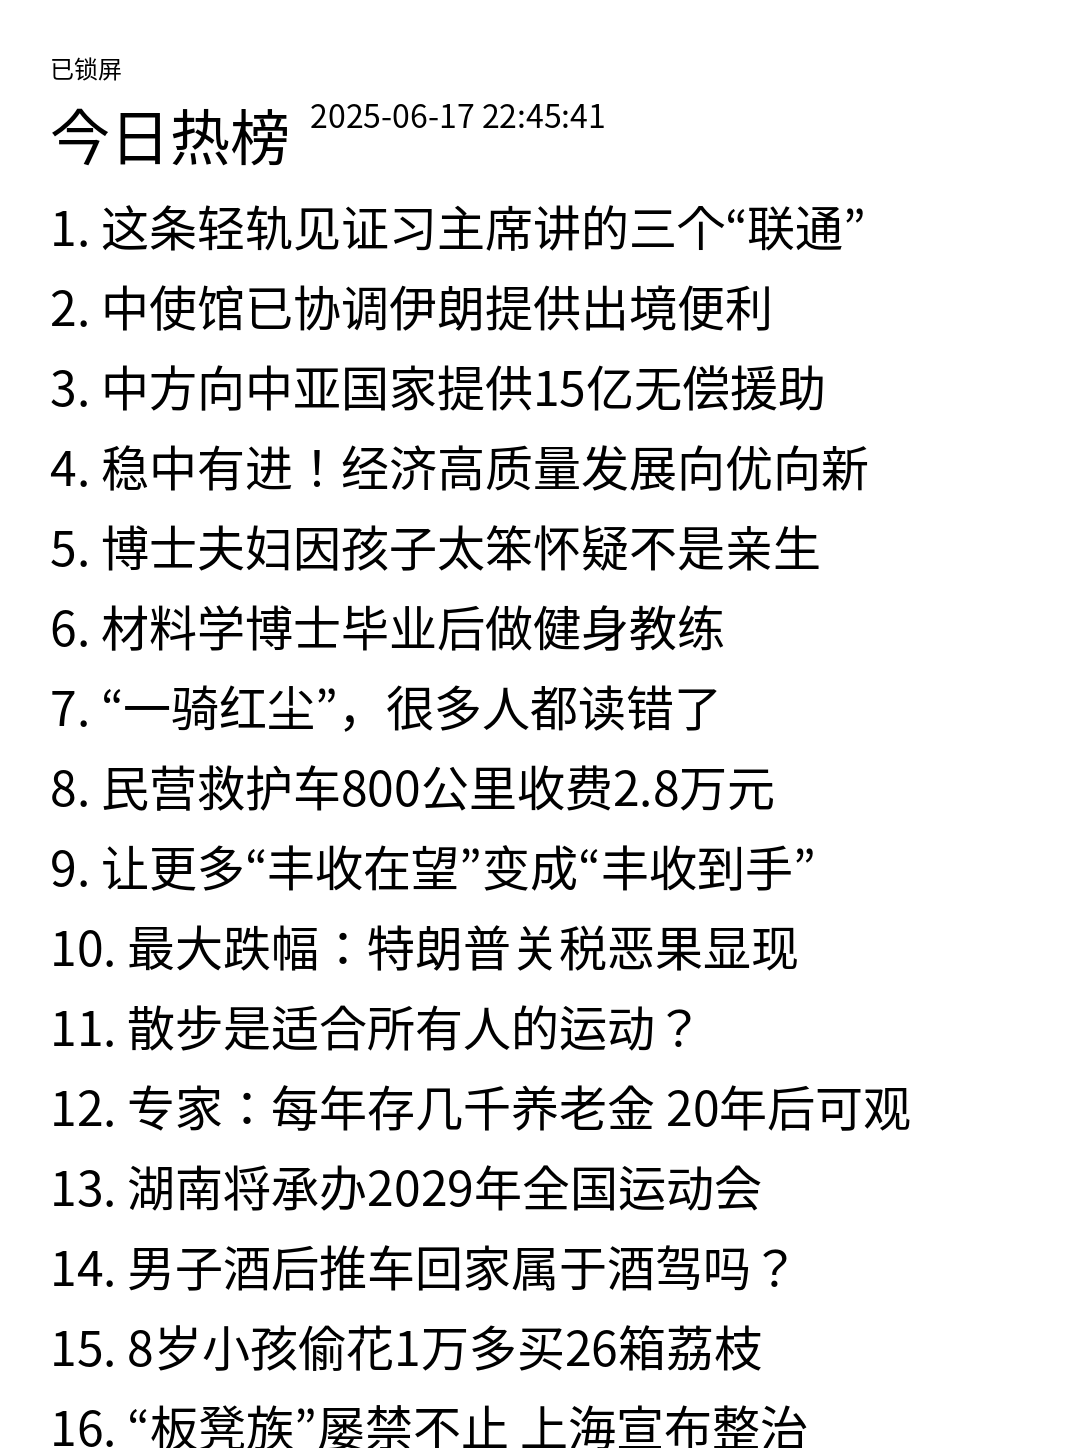 已锁屏
今日热榜 2025-06-17 22:45:41
1. 这条轻轨见证习主席讲的三个“联通”
2. 中使馆已协调伊朗提供出境便利
3. 中方向中亚国家提供15亿无偿援助
4. 稳中有进！经济高质量发展向优向新
5. 博士夫妇因孩子太笨怀疑不是亲生
6. 材料学博士毕业后做健身教练
7. “一骑红尘”，很多人都读错了
8. 民营救护车800公里收费2.8万元
9. 让更多“丰收在望”变成“丰收到手”
10. 最大跌幅：特朗普关税恶果显现
11. 散步是适合所有人的运动？
12. 专家：每年存几千养老金 20年后可观
13. 湖南将承办2029年全国运动会
14. 男子酒后推车回家属于酒驾吗？
15. 8岁小孩偷花1万多买26箱荔枝
16. “板凳族”屡禁不止 上海宣布整治